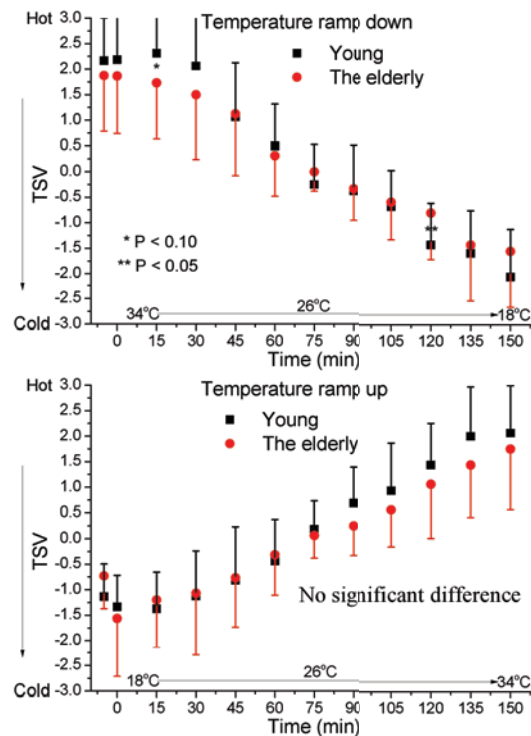 Hot 3.0
Temperature ramp down
2.5
Young
2.0
The elderly
1.5
1.0
0.5
TSV
0.0
-0.5
-1.0
* P < 0.10
-1.5
** P < 0.05
-2.0
-2.5
Cold -3.0
*
**
34°C 26°C 18°C
0 15 30 45 60 75 90 105 120 135 150
Time (min)
Hot 3.0
Temperature ramp up
2.5
Young
2.0
The elderly
1.5
1.0
0.5
TSV
0.0
-0.5
No significant difference
-1.0
-1.5
-2.0
-2.5
Cold -3.0
18°C 26°C 34°C
0 15 30 45 60 75 90 105 120 135 150
Time (min)